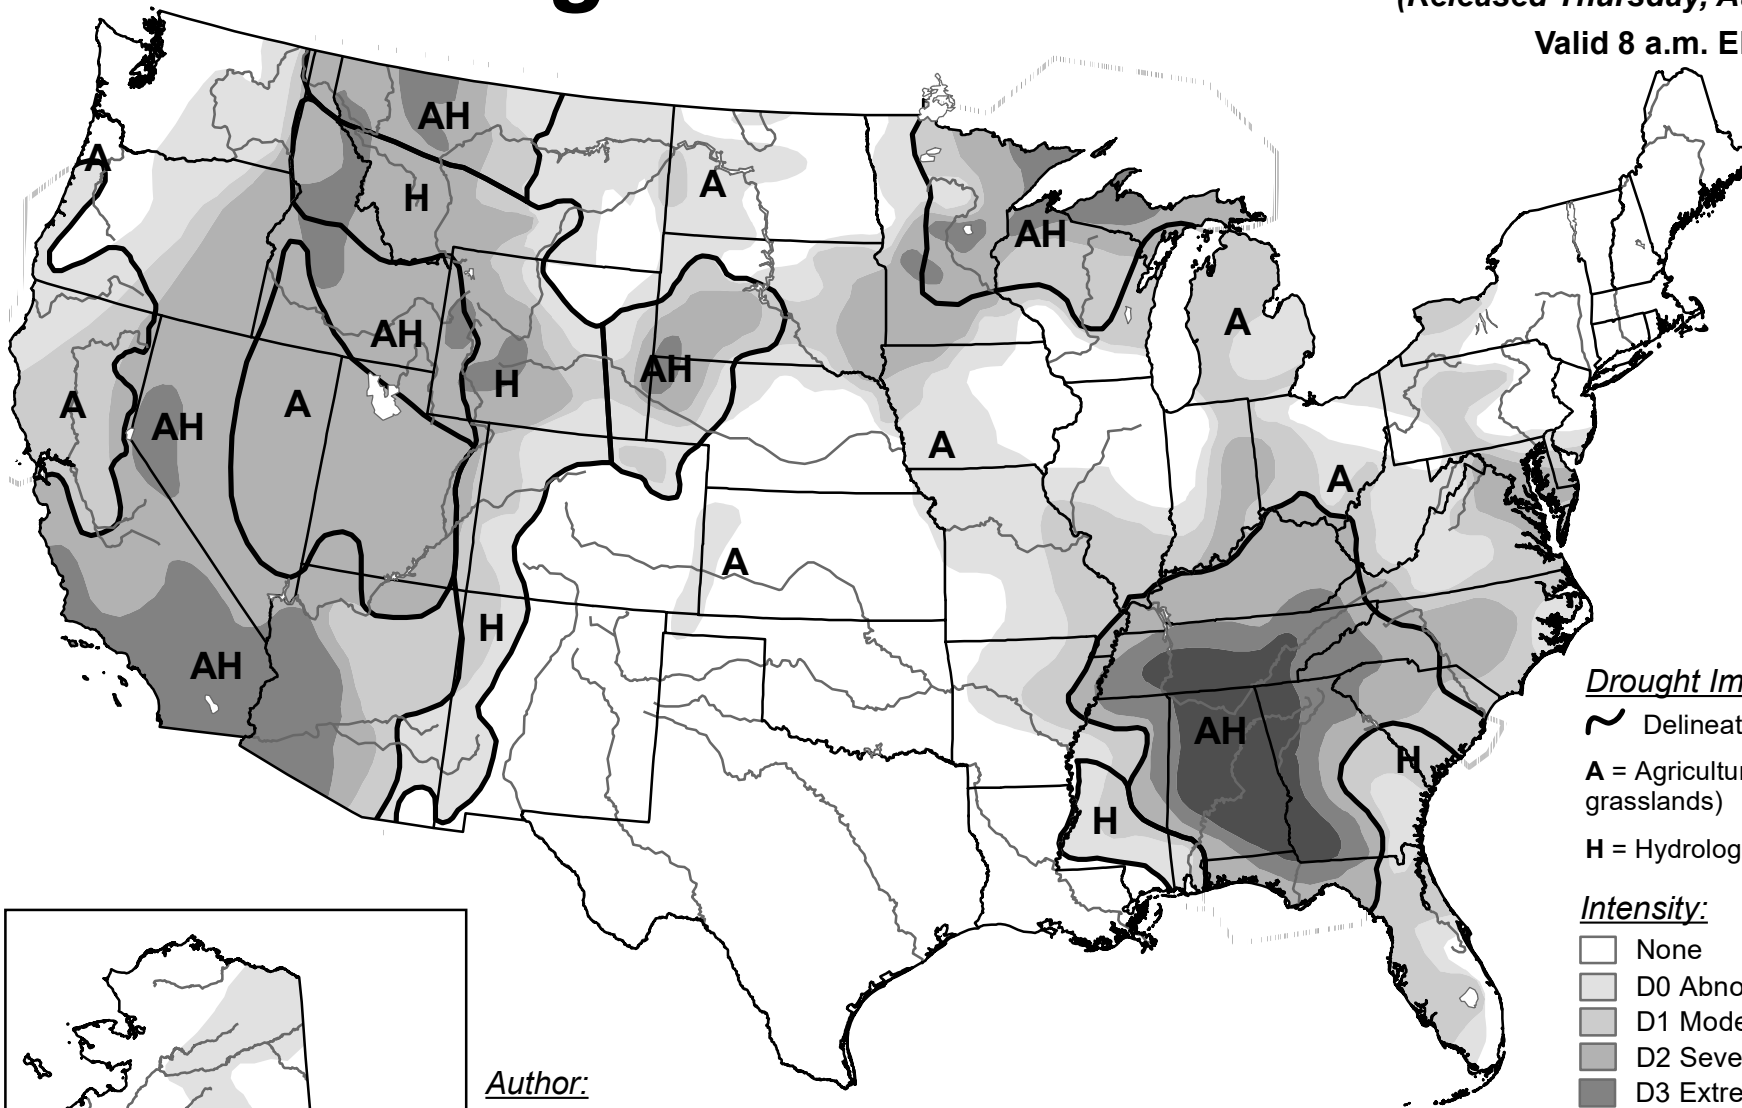 (Released Thursday, A
Valid 8 a.m. E
AH
A
H
A
AH
A
AH
AH
H
A
A
AH
A
A
A
H
AH
AH
H
H
Drought Im
Delineat
A = Agricultur
grasslands)
H = Hydrolog
Intensity:
None
D0 Abno
D1 Mode
D2 Seve
D3 Extre
Author: